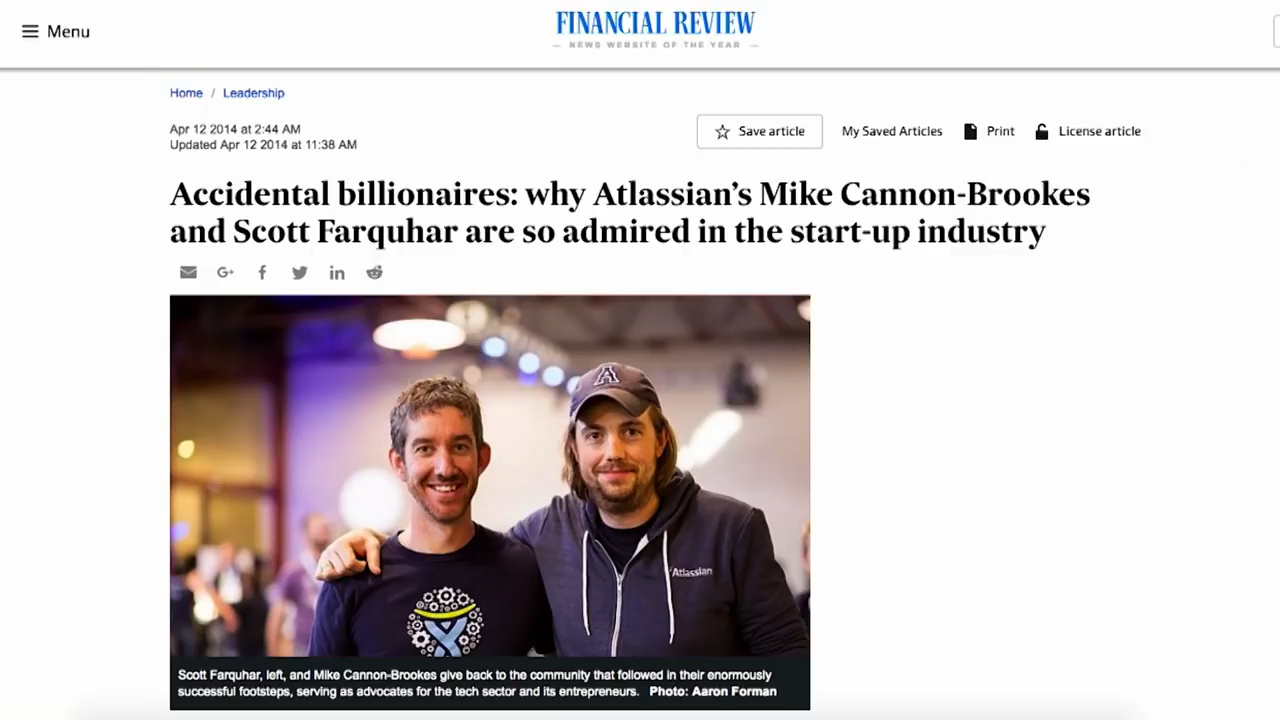 Menu
FINANCIAL REVIEW
NEWS WEBSITE OF THE YEAR
Home / Leadership
Apr 12 2014 at 2:44 AM
Updated Apr 12 2014 at 11:38 AM
Save article
My Saved Articles
Print
License article
Accidental billionaires: why Atlassian's Mike Cannon-Brookes
and Scott Farquhar are so admired in the start-up industry
A
Atlassian
Scott Farquhar, left, and Mike Cannon-Brookes give back to the community that followed in their enormously
successful footsteps, serving as advocates for the tech sector and its entrepreneurs. Photo: Aaron Forman